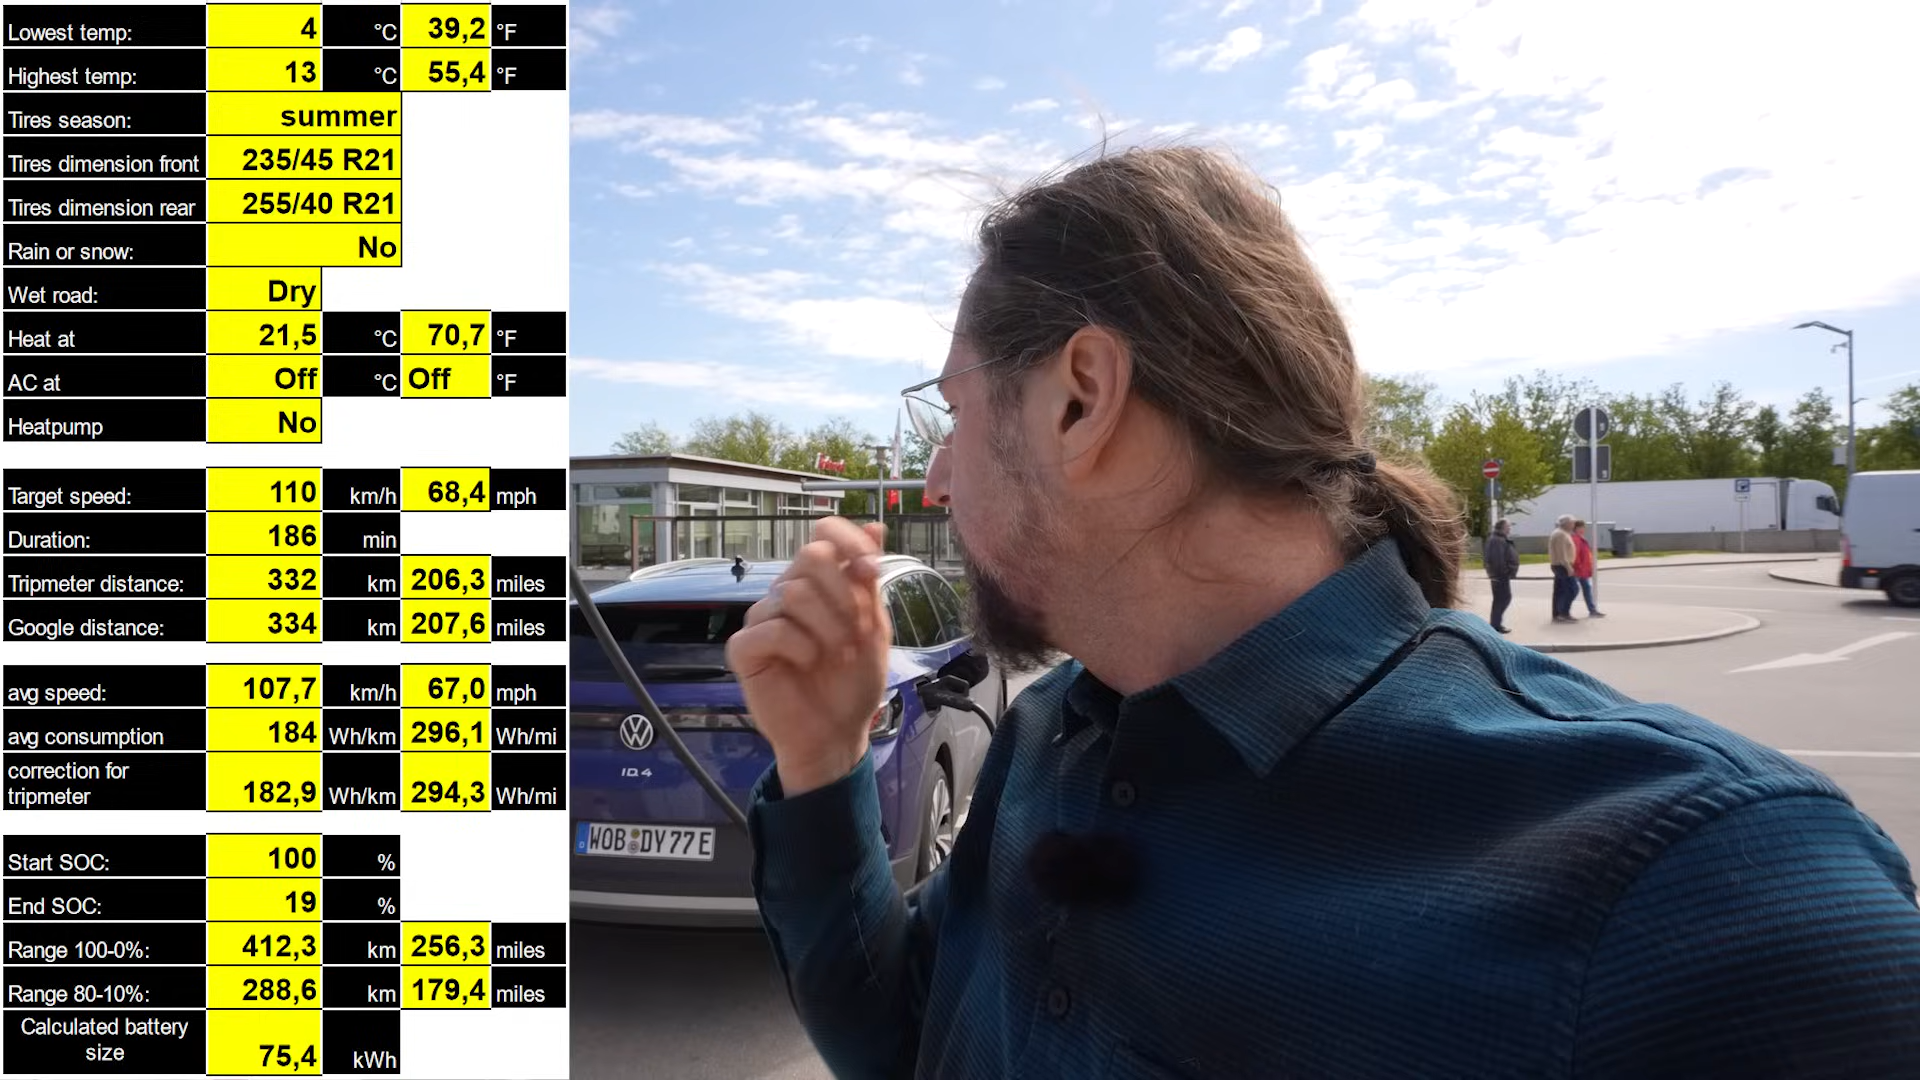 Lowest temp: 4 °C 39,2 °F
Highest temp: 13 °C 55,4 °F
Tires season: summer
Tires dimension front 235/45 R21
Tires dimension rear 255/40 R21
Rain or snow: No
Wet road: Dry
Heat at 21,5 °C 70,7 °F
AC at Off °C Off °F
Heatpump No
Target speed: 110 km/h 68,4 mph
Duration: 186 min
Tripmeter distance: 332 km 206,3 miles
Google distance: 334 km 207,6 miles
avg speed: 107,7 km/h 67,0 mph
avg consumption 184 Wh/km 296,1 Wh/mi
correction for
tripmeter 182,9 Wh/km 294,3 Wh/mi
Start SOC: 100 %
End SOC: 19 %
Range 100-0%: 412,3 km 256,3 miles
Range 80-10%: 288,6 km 179,4 miles
Calculated battery
size 75,4 kWh
ID.4
D WOB DY 77 E